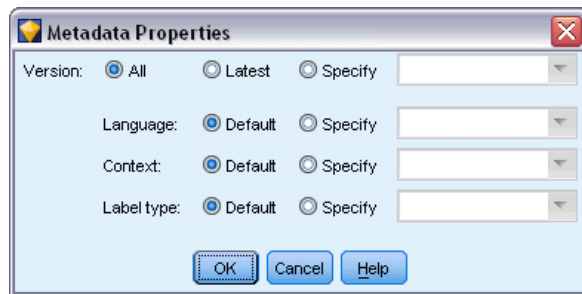 Metadata Properties
Version: All Latest Specify
Language: Default Specify
Context: Default Specify
Label type: Default Specify
OK Cancel Help